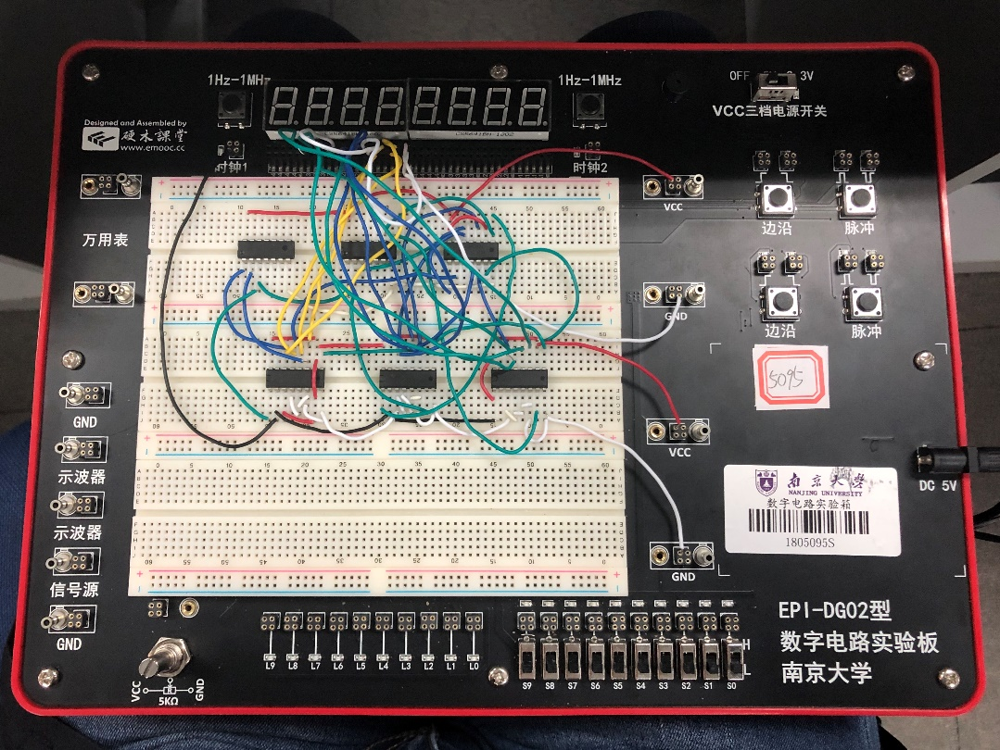 1Hz-1MHz
1Hz-1MHz
OFF
3V
VCC三档电源开关
Designed and Assembled by
硬木課堂
www.emooc.cc
时钟1
时钟2
VCC
边沿
脉冲
万用表
GND
边沿
脉冲
5095
GND
VCC
示波器
DC 5V
南京大學
NANJING UNIVERSITY
数字电路实验箱
1805095S
示波器
信号源
GND
GND
EPI-DG02型
数字电路实验板
南京大学
L9 L8 L7 L6 L5 L4 L3 L2 L1 L0
H
L
S9 S8 S7 S6 S5 S4 S3 S2 S1 S0
VCC
GND
5KΩ